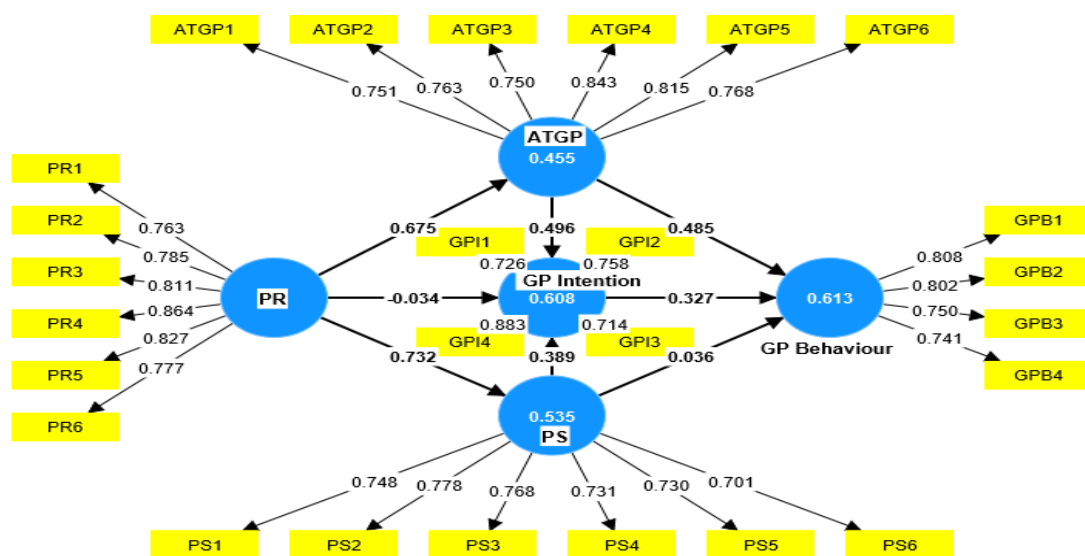 ATGP1 ATGP2 ATGP3 ATGP4 ATGP5 ATGP6
0.751 0.763 0.750 0.843 0.815 0.768
ATGP
0.455
PR1
PR2
PR3
PR4
PR5
PR6
0.763
0.785
0.811
0.864
0.827
0.777
PR
0.675
-0.034
0.732
0.496
0.485
GPI1 GPI2
0.726 0.758
GP Intention
0.608
0.327
0.883 0.714
GPI4 GPI3
0.389
0.036
0.613
GP Behaviour
0.808
0.802
0.750
0.741
GPB1
GPB2
GPB3
GPB4
0.535
PS
0.748 0.778 0.768 0.731 0.730 0.701
PS1 PS2 PS3 PS4 PS5 PS6